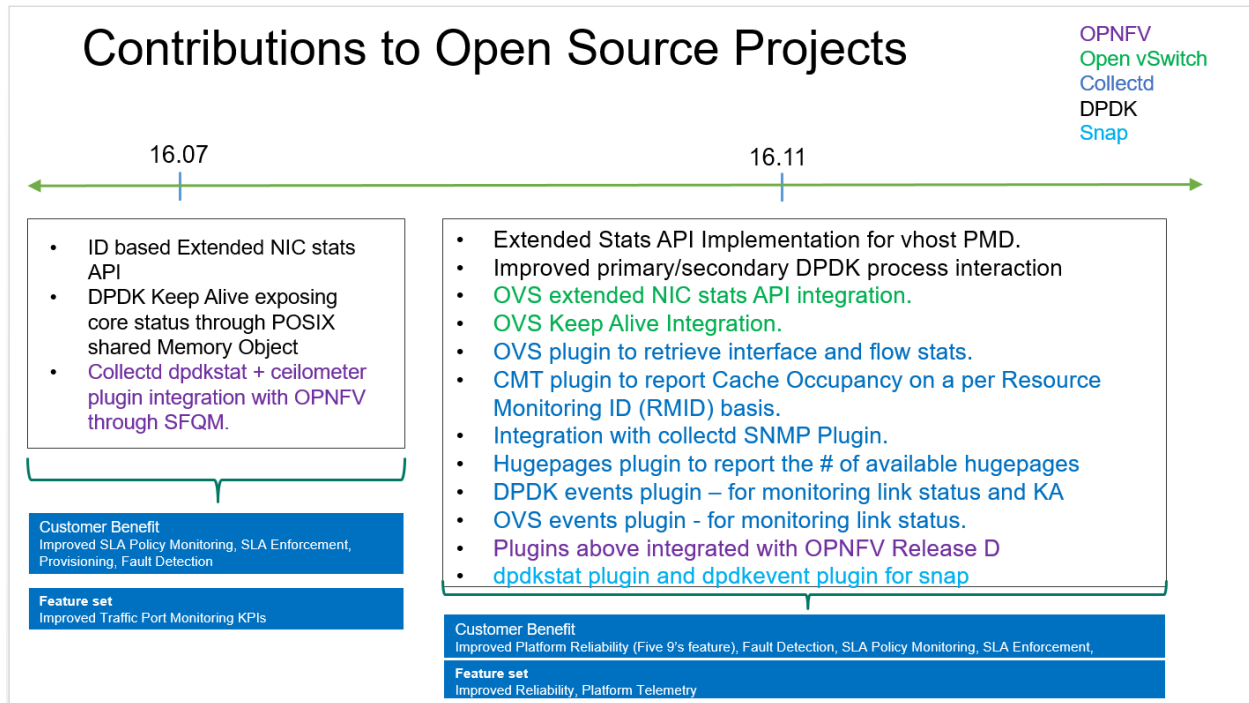 Contributions to Open Source Projects
OPNFV
Open vSwitch
Collectd
DPDK
Snap
16.07
16.11
• ID based Extended NIC stats
API
• DPDK Keep Alive exposing
core status through POSIX
shared Memory Object
• Collectd dpdkstat + ceilometer
plugin integration with OPNFV
through SFQM.
Customer Benefit
Improved SLA Policy Monitoring, SLA Enforcement,
Provisioning, Fault Detection
Feature set
Improved Traffic Port Monitoring KPIs
• Extended Stats API Implementation for vhost PMD.
• Improved primary/secondary DPDK process interaction
• OVS extended NIC stats API integration.
• OVS Keep Alive Integration.
• OVS plugin to retrieve interface and flow stats.
• CMT plugin to report Cache Occupancy on a per Resource
Monitoring ID (RMID) basis.
• Integration with collectd SNMP Plugin.
• Hugepages plugin to report the # of available hugepages
• DPDK events plugin – for monitoring link status and KA
• OVS events plugin - for monitoring link status.
• Plugins above integrated with OPNFV Release D
• dpdkstat plugin and dpdkevent plugin for snap
Customer Benefit
Improved Platform Reliability (Five 9's feature), Fault Detection, SLA Policy Monitoring, SLA Enforcement,
Feature set
Improved Reliability, Platform Telemetry